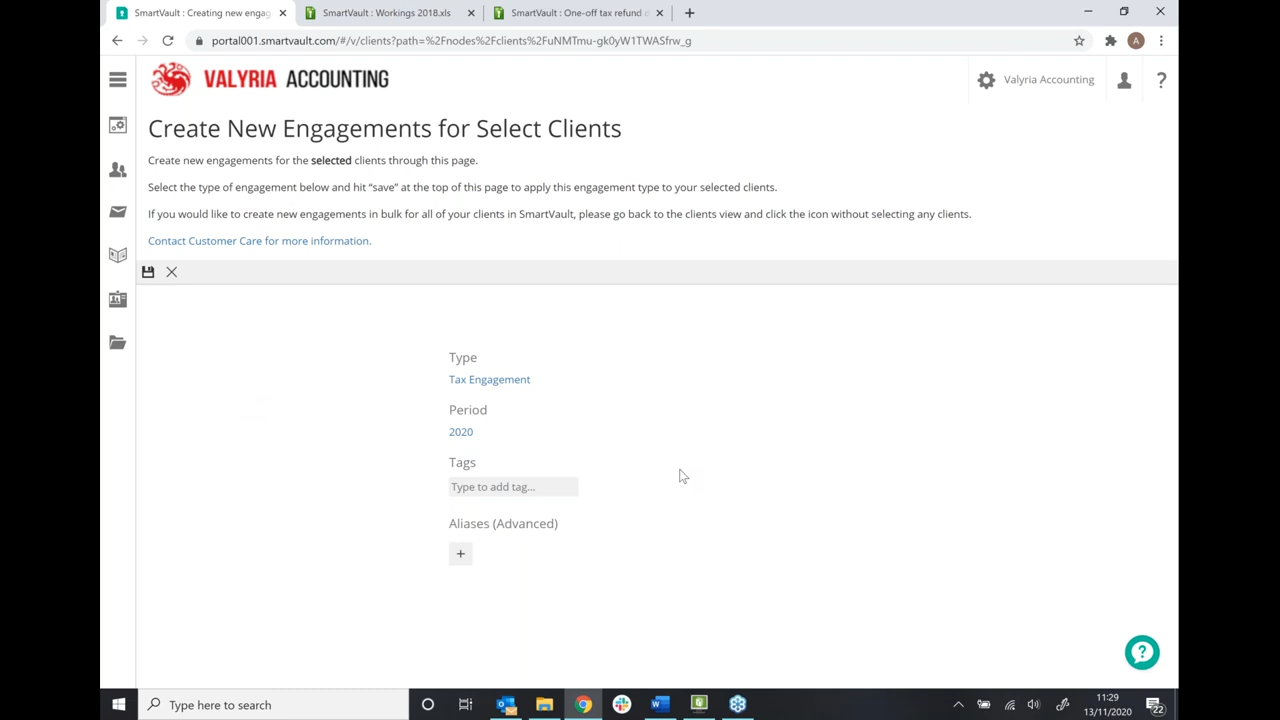 SmartVault : Creating new engag
SmartVault : Workings 2018.xls
SmartVault : One-off tax refund d
portal001.smartvault.com/#/v/clients?path=%2Fnodes%2Fclients%2FuNMTmu-gk0yW1TWASfrw_g
A
VALYRIA ACCOUNTING
Valyria Accounting
?
Create New Engagements for Select Clients
Create new engagements for the selected clients through this page.
Select the type of engagement below and hit “save” at the top of this page to apply this engagement type to your selected clients.
If you would like to create new engagements in bulk for all of your clients in SmartVault, please go back to the clients view and click the icon without selecting any clients.
Contact Customer Care for more information.
Type
Tax Engagement
Period
2020
Tags
Type to add tag...
Aliases (Advanced)
+
?
Type here to search
11:29
13/11/2020
22